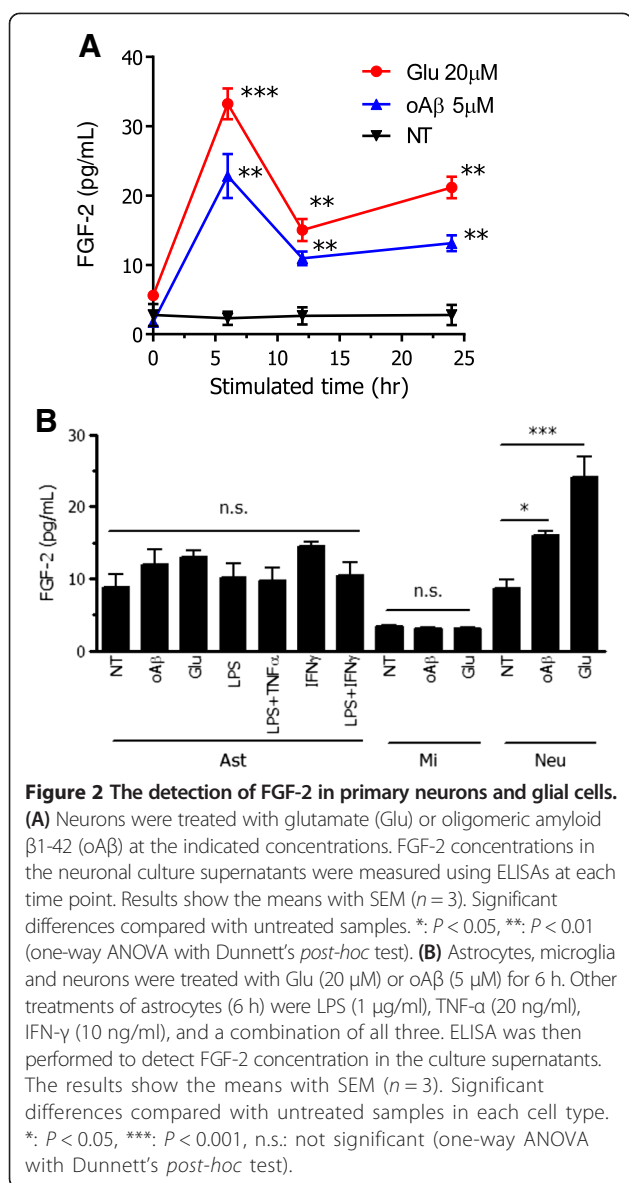 A
40
30
20
10
0
FGF-2 (pg/mL)
Glu 20μM
oAβ 5μM
NT
***
**
**
**
**
**
0 5 10 15 20 25
Stimulated time (hr)
B
30
20
10
0
FGF-2 (pg/mL)
n.s.
n.s.
*
***
NT
oAβ
Glu
LPS
LPS+TNFα
IFNγ
LPS+IFNγ
NT
oAβ
Glu
NT
oAβ
Glu
Ast Mi Neu
Figure 2 The detection of FGF-2 in primary neurons and glial cells.
(A) Neurons were treated with glutamate (Glu) or oligomeric amyloid
β1-42 (oAβ) at the indicated concentrations. FGF-2 concentrations in
the neuronal culture supernatants were measured using ELISAs at each
time point. Results show the means with SEM (n = 3). Significant
differences compared with untreated samples. *: P < 0.05, **: P < 0.01
(one-way ANOVA with Dunnett's post-hoc test). (B) Astrocytes, microglia
and neurons were treated with Glu (20 μM) or oAβ (5 μM) for 6 h. Other
treatments of astrocytes (6 h) were LPS (1 μg/ml), TNF-α (20 ng/ml),
IFN-γ (10 ng/ml), and a combination of all three. ELISA was then
performed to detect FGF-2 concentration in the culture supernatants.
The results show the means with SEM (n = 3). Significant
differences compared with untreated samples in each cell type.
*: P < 0.05, ***: P < 0.001, n.s.: not significant (one-way ANOVA
with Dunnett's post-hoc test).